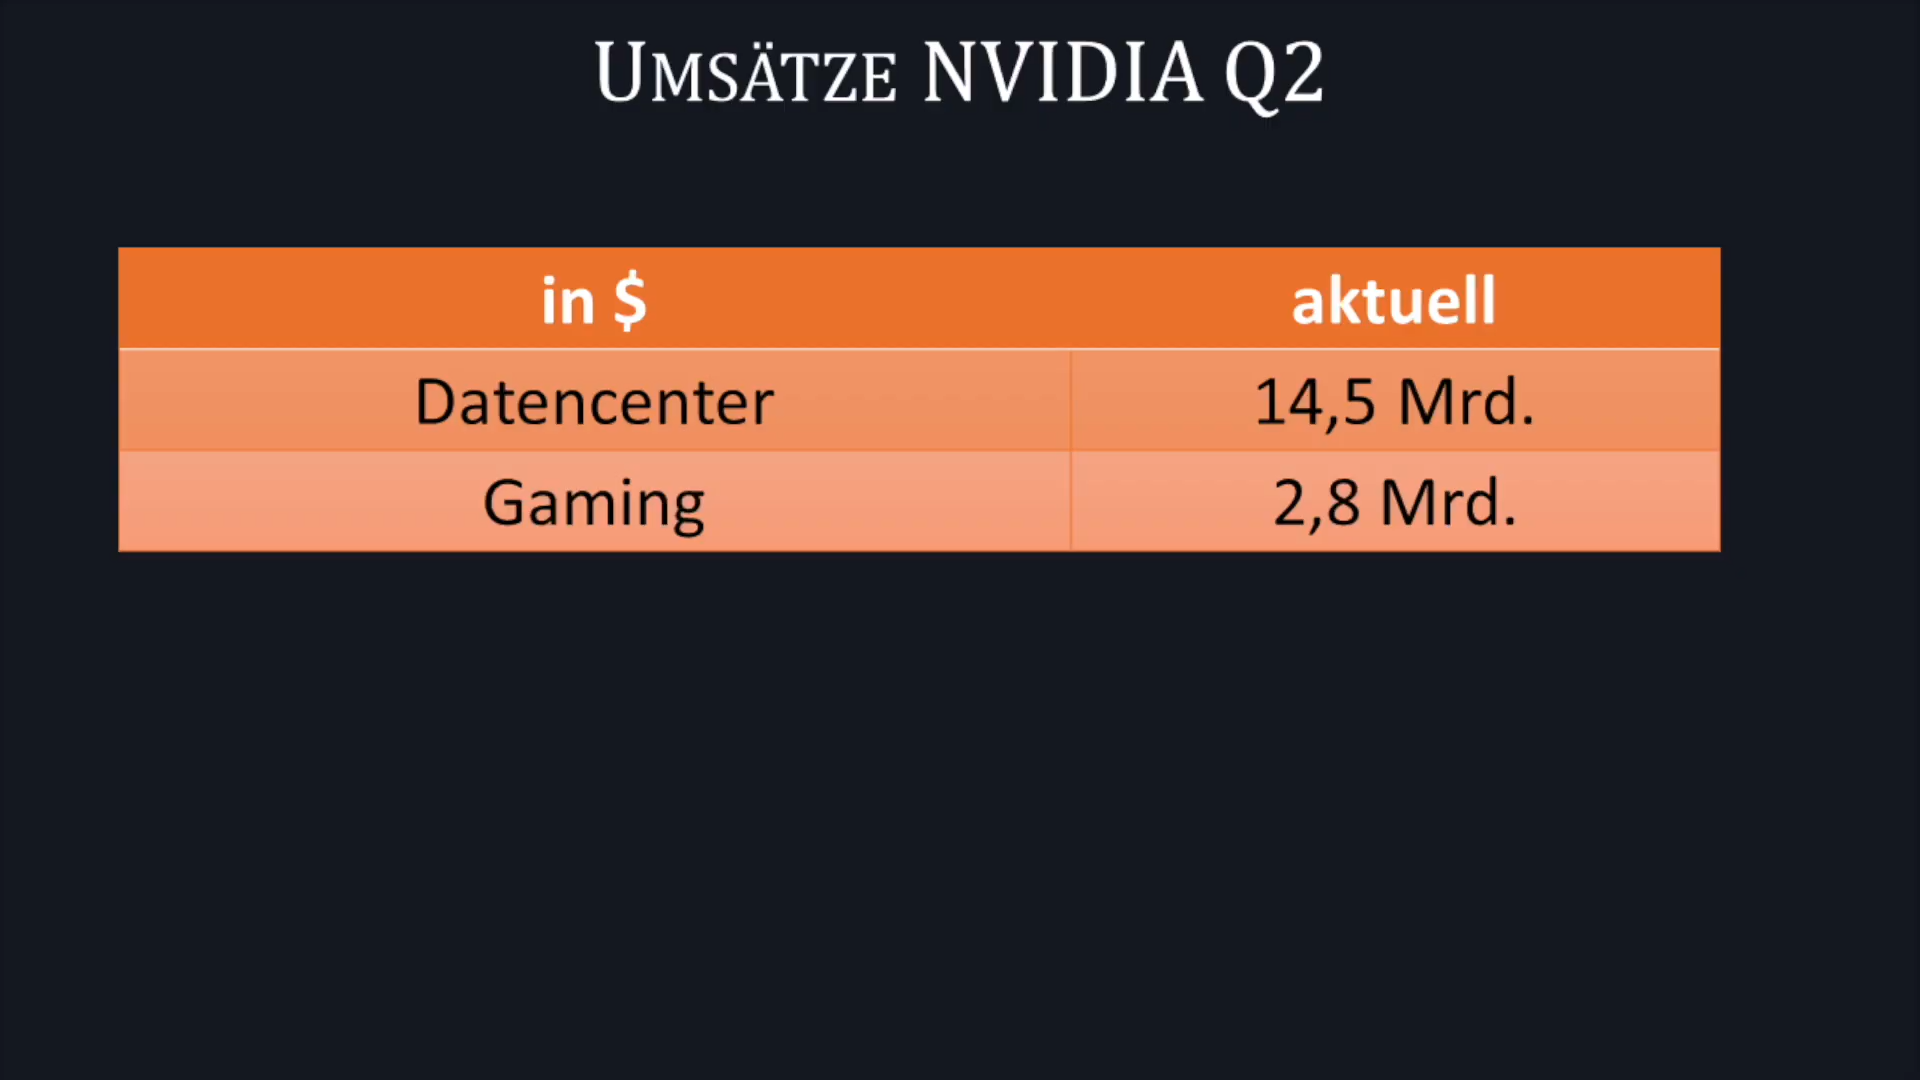 UMSÄTZE NVIDIA Q2
in $ aktuell
Datencenter 14,5 Mrd.
Gaming 2,8 Mrd.